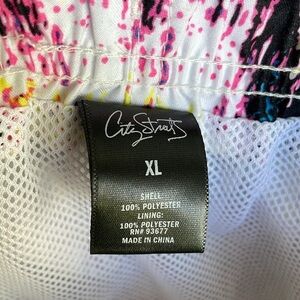 City Streets
XL
SHELL:
100% POLYESTER
LINING:
100% POLYESTER
RN# 93677
MADE IN CHINA